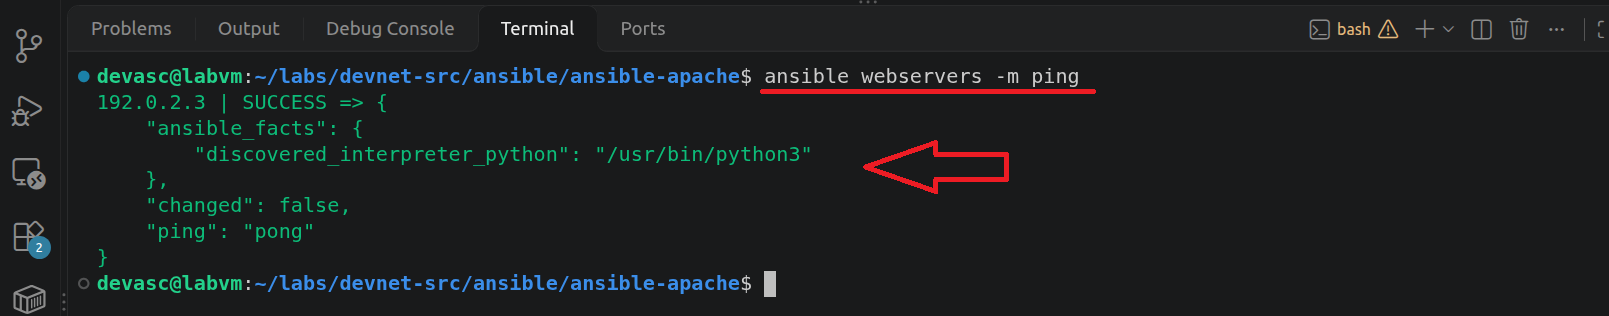 Problems Output Debug Console Terminal Ports bash
devasc@labvm:~/labs/devnet-src/ansible/ansible-apache$ ansible webservers -m ping
192.0.2.3 | SUCCESS => {
    "ansible_facts": {
        "discovered_interpreter_python": "/usr/bin/python3"
    },
    "changed": false,
    "ping": "pong"
}
devasc@labvm:~/labs/devnet-src/ansible/ansible-apache$
2